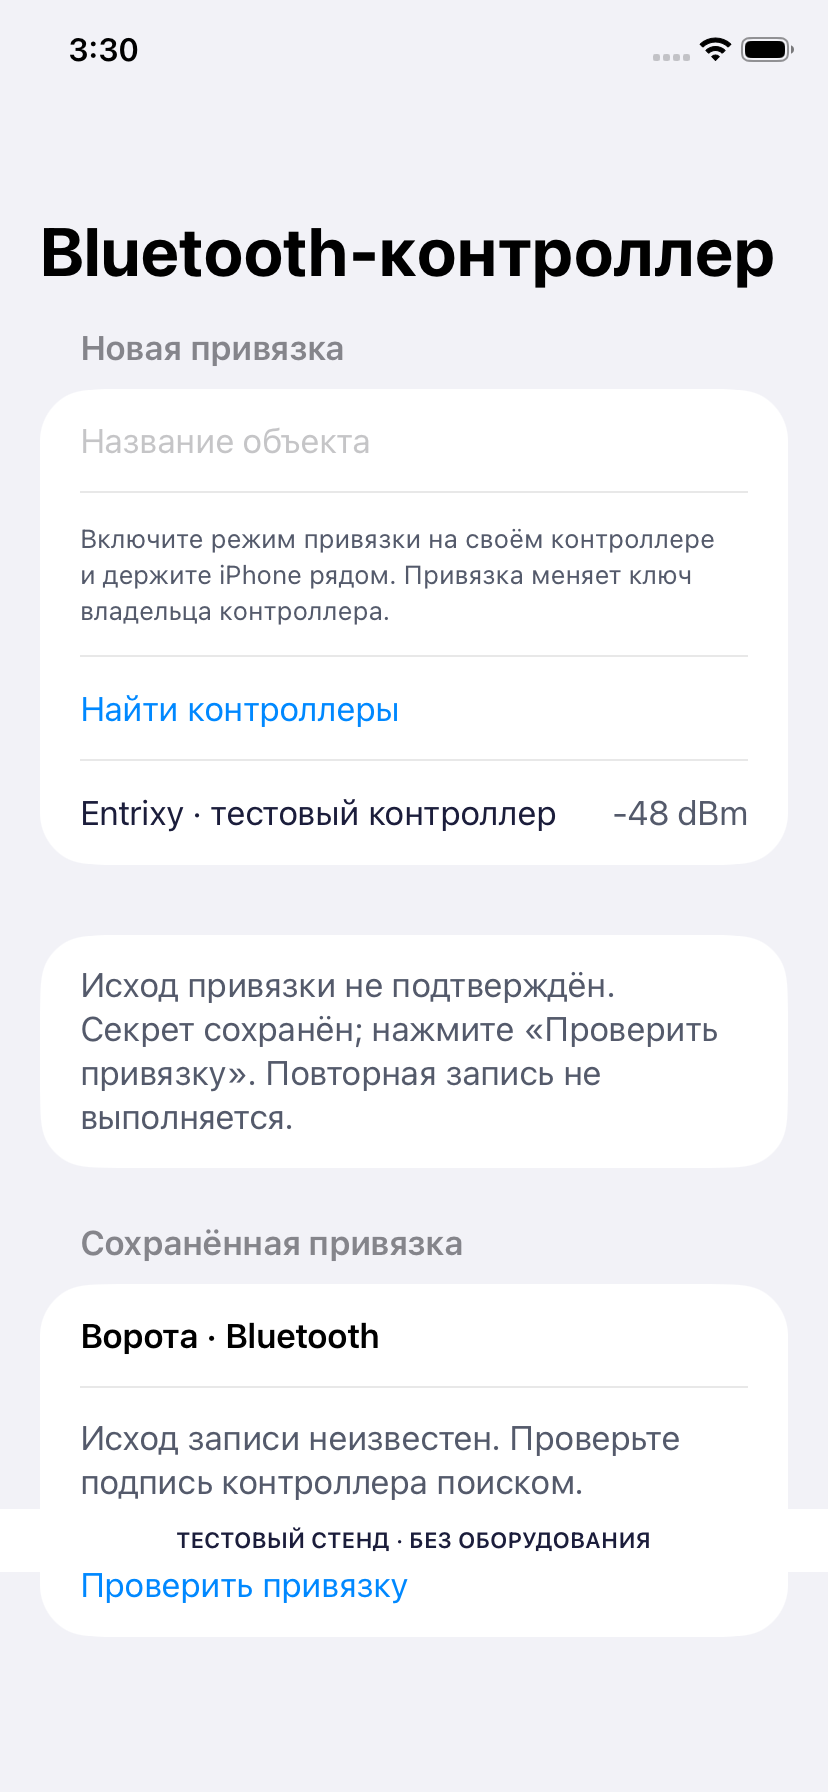 3:30
Bluetooth-контроллер
Новая привязка
Название объекта
Включите режим привязки на своём контроллере
и держите iPhone рядом. Привязка меняет ключ
владельца контроллера.
Найти контроллеры
Entrixy · тестовый контроллер -48 dBm
Исход привязки не подтверждён.
Секрет сохранён; нажмите «Проверить
привязку». Повторная запись не
выполняется.
Сохранённая привязка
Ворота · Bluetooth
Исход записи неизвестен. Проверьте
подпись контроллера поиском.
ТЕСТОВЫЙ СТЕНД · БЕЗ ОБОРУДОВАНИЯ
Проверить привязку